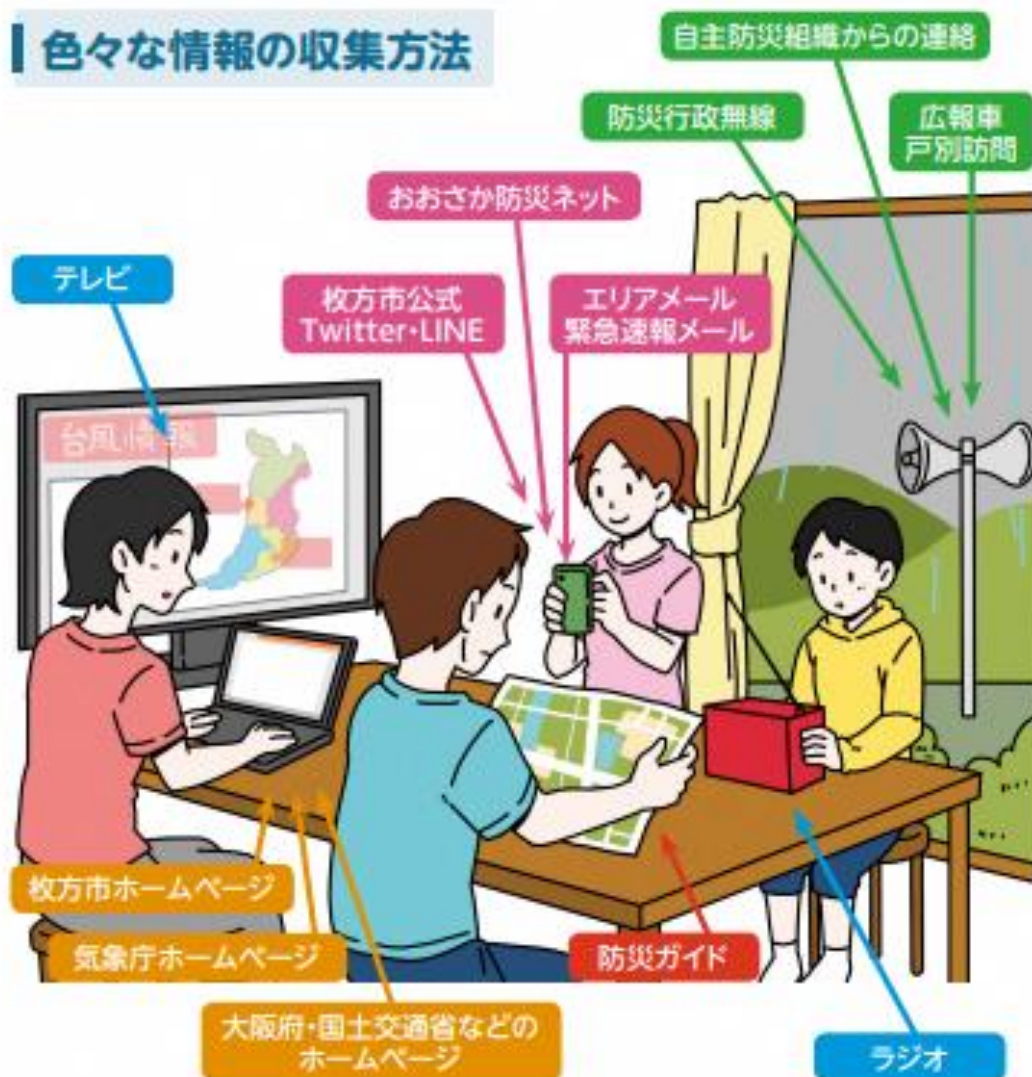 色々な情報の収集方法
自主防災組織からの連絡
防災行政無線
広報車
戸別訪問
おおさか防災ネット
テレビ
枚方市公式
Twitter・LINE
エリアメール
緊急速報メール
台風情報
枚方市ホームページ
気象庁ホームページ
防災ガイド
大阪府・国土交通省などの
ホームページ
ラジオ